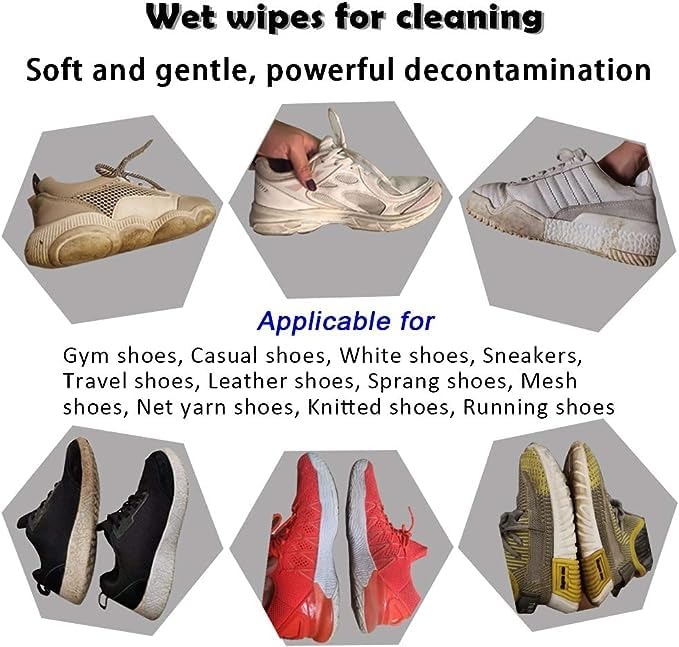 Wet wipes for cleaning
Soft and gentle, powerful decontamination
Applicable for
Gym shoes, Casual shoes, White shoes, Sneakers,
Travel shoes, Leather shoes, Sprang shoes, Mesh
shoes, Net yarn shoes, Knitted shoes, Running shoes